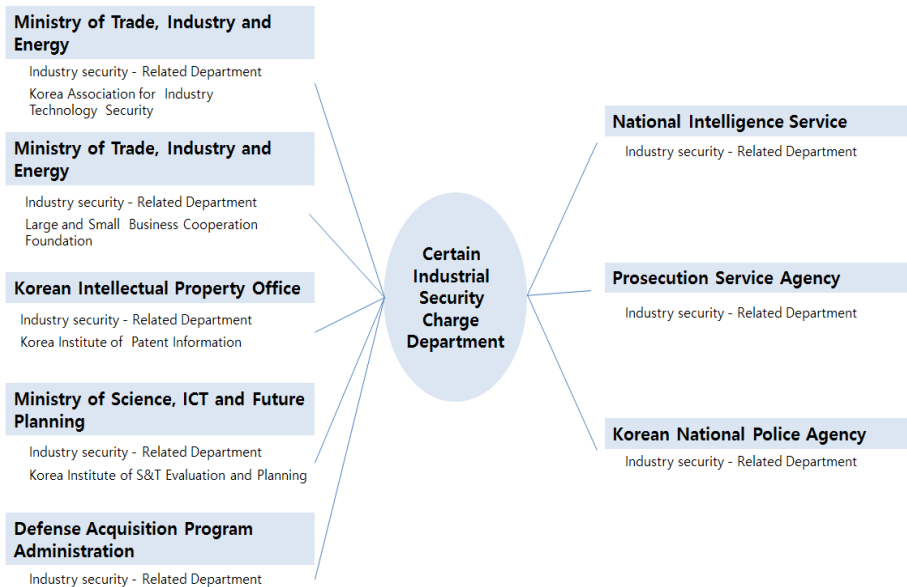 Ministry of Trade, Industry and
Energy
Industry security - Related Department
Korea Association for Industry
Technology Security
Ministry of Trade, Industry and
Energy
Industry security - Related Department
Large and Small Business Cooperation
Foundation
Korean Intellectual Property Office
Industry security - Related Department
Korea Institute of Patent Information
Ministry of Science, ICT and Future
Planning
Industry security - Related Department
Korea Institute of S&T Evaluation and Planning
Defense Acquisition Program
Administration
Industry security - Related Department
Certain
Industrial
Security
Charge
Department
National Intelligence Service
Industry security - Related Department
Prosecution Service Agency
Industry security - Related Department
Korean National Police Agency
Industry security - Related Department